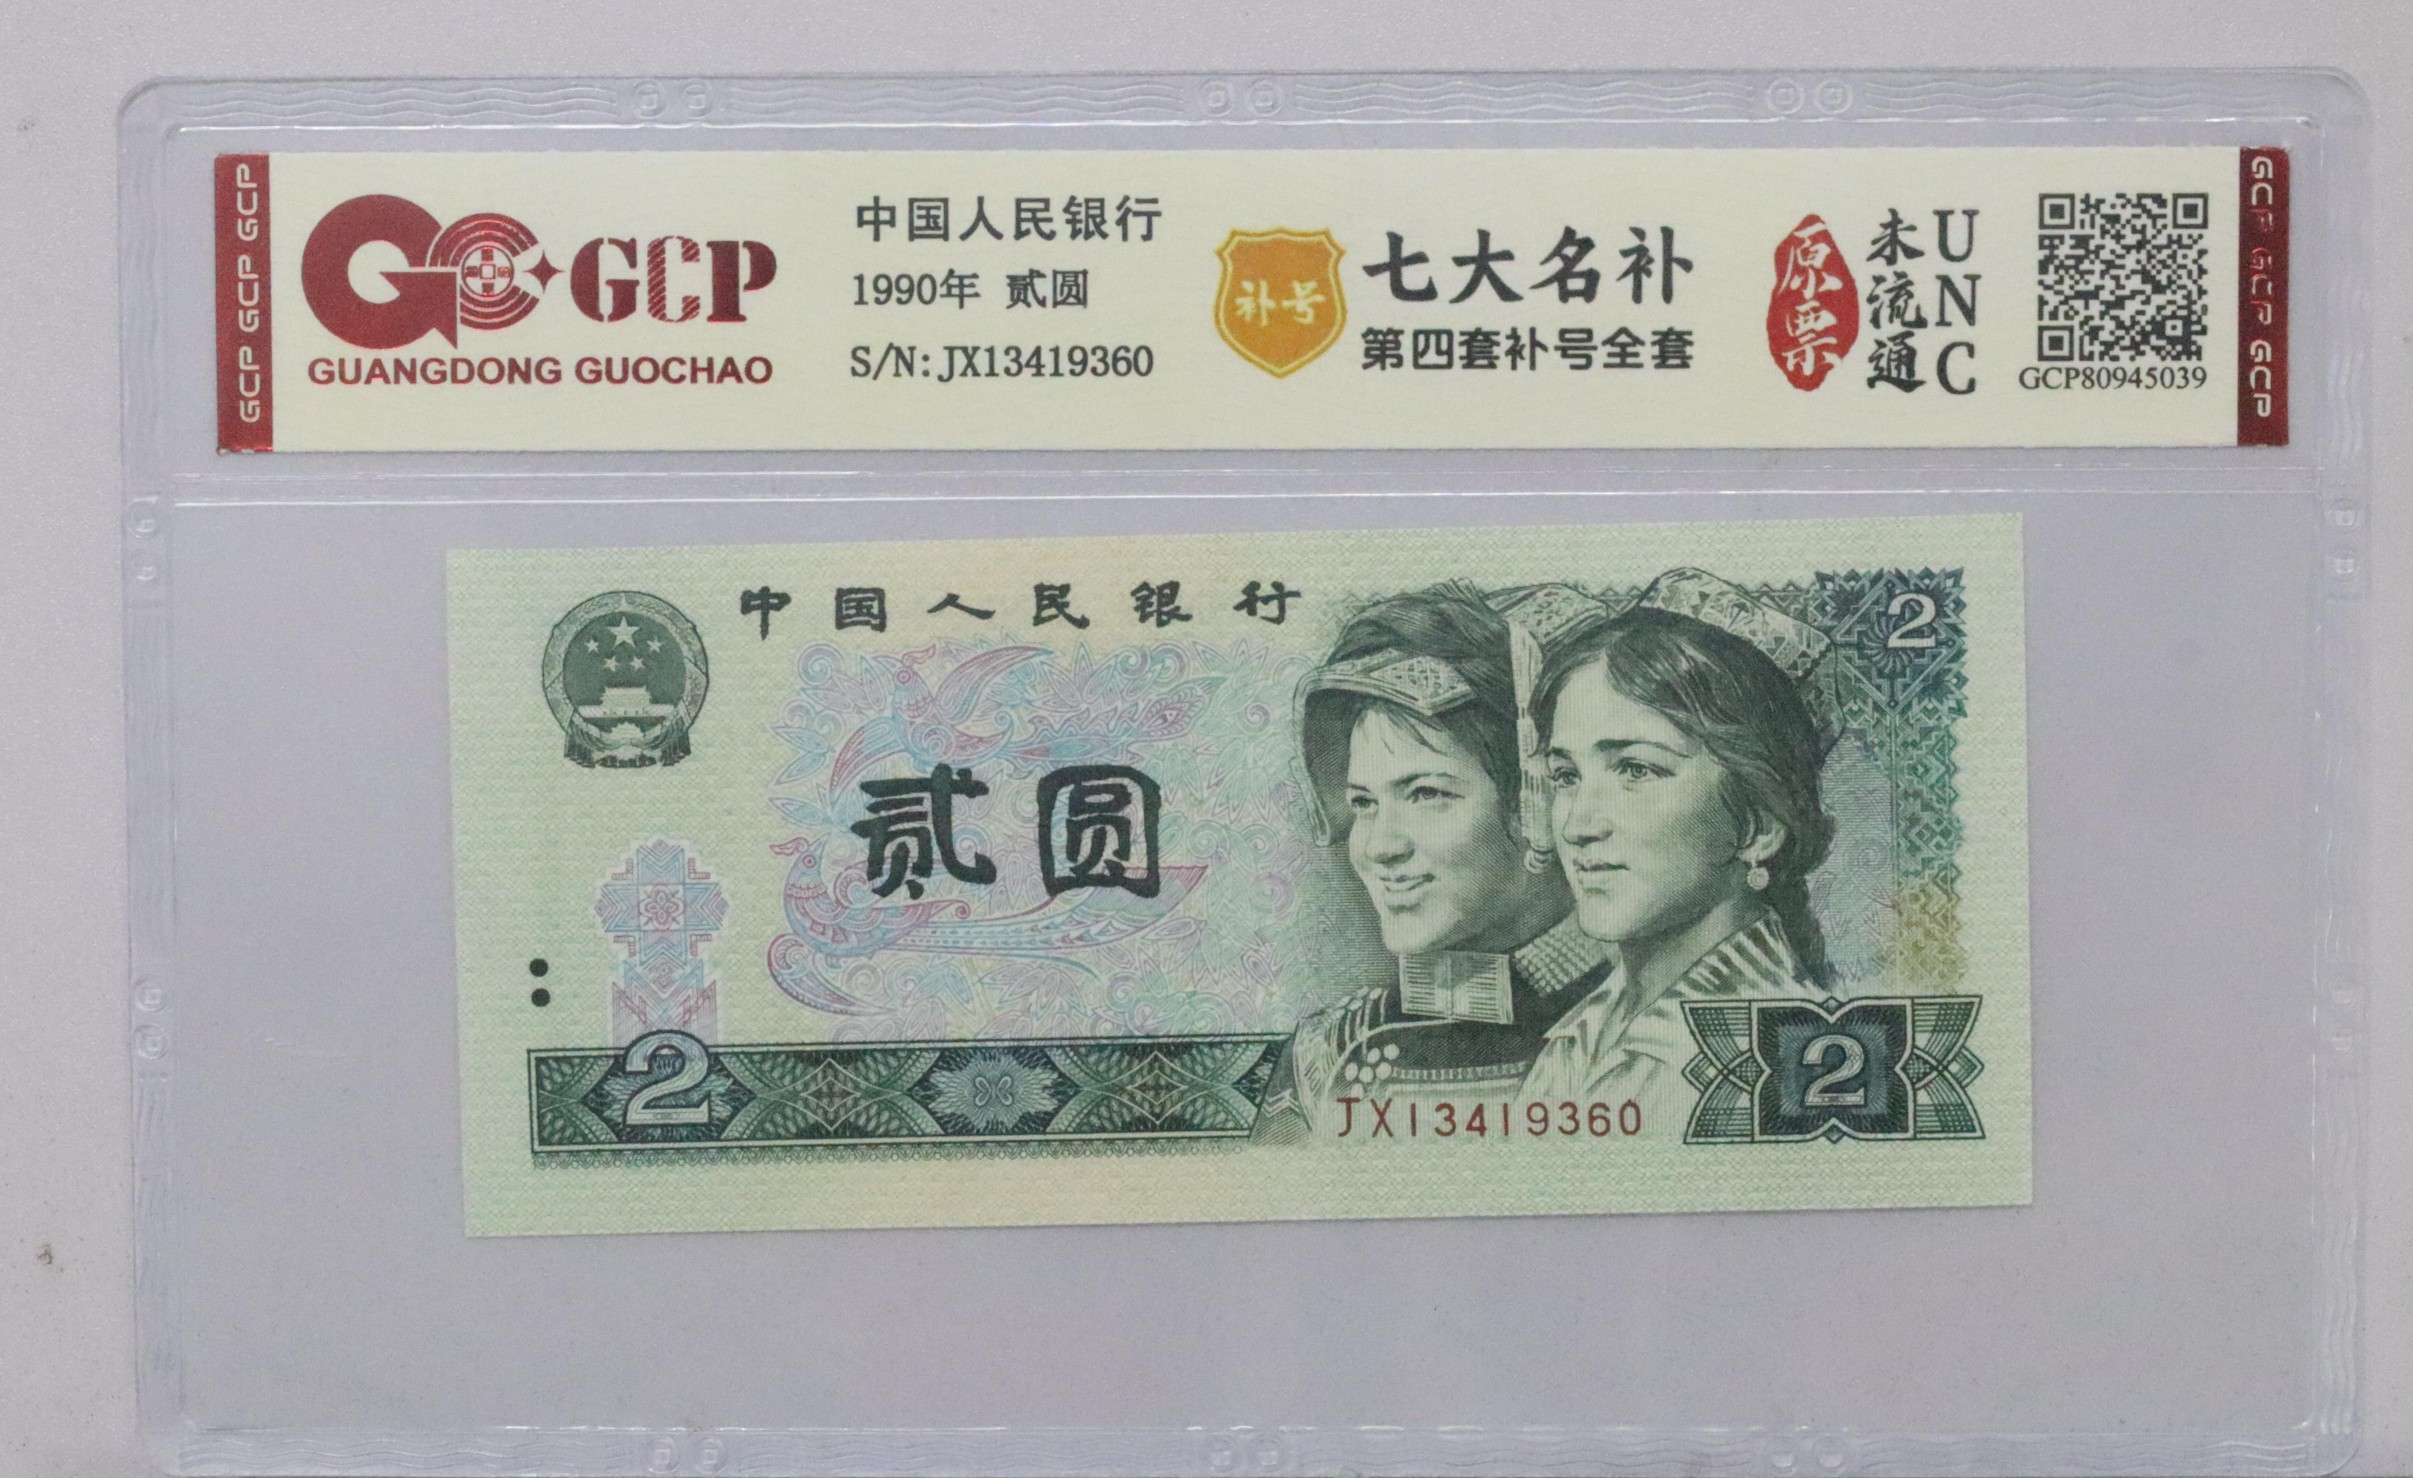 GCP GCP GCP
GCP
GUANGDONG GUOCHAO
中国人民银行
1990年 贰圆
S/N: JX13419360
补号
七大名补
第四套补号全套
原票
未流通
UNC
GCP80945039
GCP GCP GCP
中国人民银行
2
贰圆
2
JX13419360
2